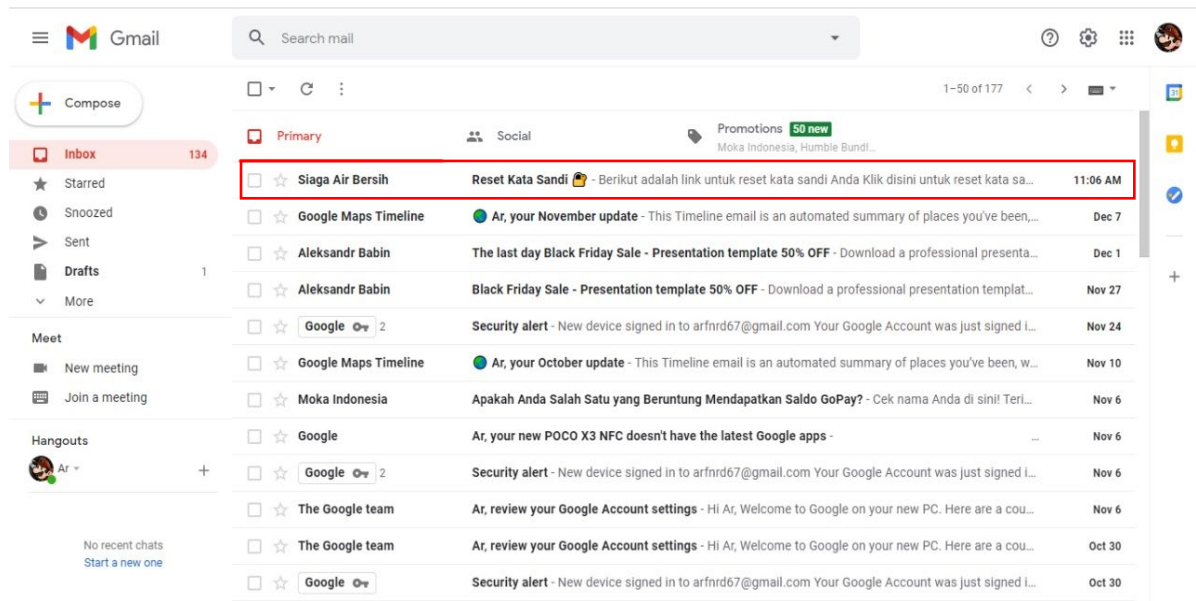 Gmail
Search mail
Compose
1–50 of 177
Primary
Social
Promotions 50 new
Moka Indonesia, Humble Bundl...
Inbox 134
Starred
Snoozed
Sent
Drafts 1
More
Meet
New meeting
Join a meeting
Hangouts
Ar
No recent chats
Start a new one
Siaga Air Bersih Reset Kata Sandi 🔐 - Berikut adalah link untuk reset kata sandi Anda Klik disini untuk reset kata sa... 11:06 AM
Google Maps Timeline 🌏 Ar, your November update - This Timeline email is an automated summary of places you've been,... Dec 7
Aleksandr Babin The last day Black Friday Sale - Presentation template 50% OFF - Download a professional presenta... Dec 1
Aleksandr Babin Black Friday Sale - Presentation template 50% OFF - Download a professional presentation templat... Nov 27
Google 2 Security alert - New device signed in to arfnrd67@gmail.com Your Google Account was just signed i... Nov 24
Google Maps Timeline 🌏 Ar, your October update - This Timeline email is an automated summary of places you've been, w... Nov 10
Moka Indonesia Apakah Anda Salah Satu yang Beruntung Mendapatkan Saldo GoPay? - Cek nama Anda di sini! Teri... Nov 6
Google Ar, your new POCO X3 NFC doesn't have the latest Google apps - ... Nov 6
Google 2 Security alert - New device signed in to arfnrd67@gmail.com Your Google Account was just signed i... Nov 6
The Google team Ar, review your Google Account settings - Hi Ar, Welcome to Google on your new PC. Here are a cou... Nov 6
The Google team Ar, review your Google Account settings - Hi Ar, Welcome to Google on your new PC. Here are a cou... Oct 30
Google Security alert - New device signed in to arfnrd67@gmail.com Your Google Account was just signed i... Oct 30
31